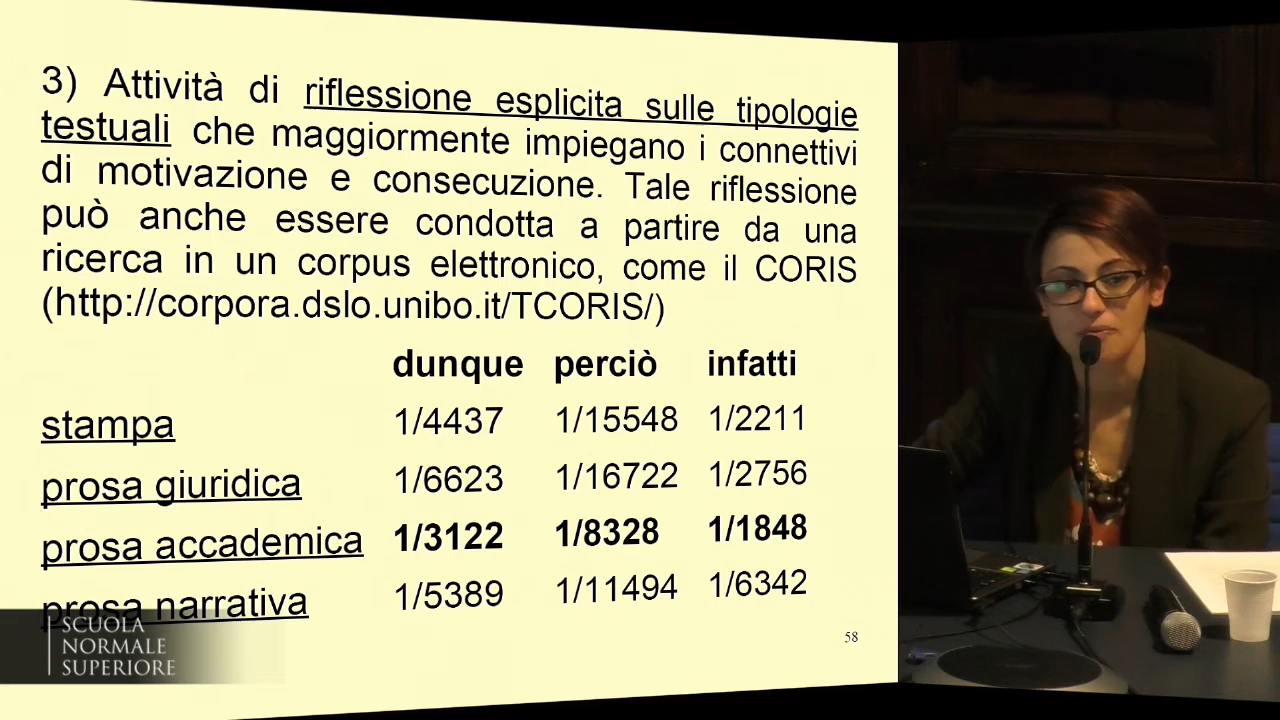 3) Attività di riflessione esplicita sulle tipologie
testuali che maggiormente impiegano i connettivi
di motivazione e consecuzione. Tale riflessione
può anche essere condotta a partire da una
ricerca in un corpus elettronico, come il CORIS
(http://corpora.dslo.unibo.it/TCORIS/)
dunque perciò infatti
stampa 1/4437 1/15548 1/2211
prosa giuridica 1/6623 1/16722 1/2756
prosa accademica 1/3122 1/8328 1/1848
prosa narrativa 1/5389 1/11494 1/6342
58
SCUOLA
NORMALE
SUPERIORE